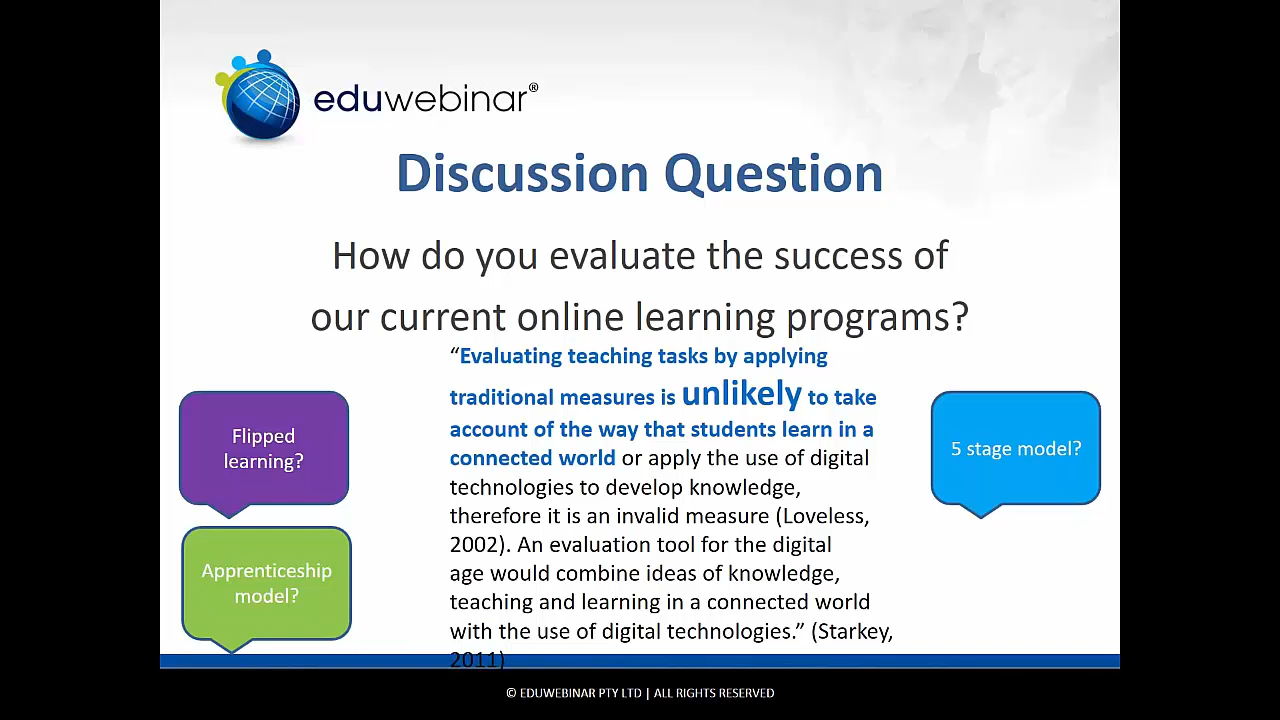 eduwebinar®
Discussion Question
How do you evaluate the success of
our current online learning programs?
“Evaluating teaching tasks by applying
traditional measures is unlikely to take
account of the way that students learn in a
connected world or apply the use of digital
technologies to develop knowledge,
therefore it is an invalid measure (Loveless,
2002). An evaluation tool for the digital
age would combine ideas of knowledge,
teaching and learning in a connected world
with the use of digital technologies.” (Starkey,
2011)
Flipped
learning?
Apprenticeship
model?
5 stage model?
© EDUWEBINAR PTY LTD | ALL RIGHTS RESERVED